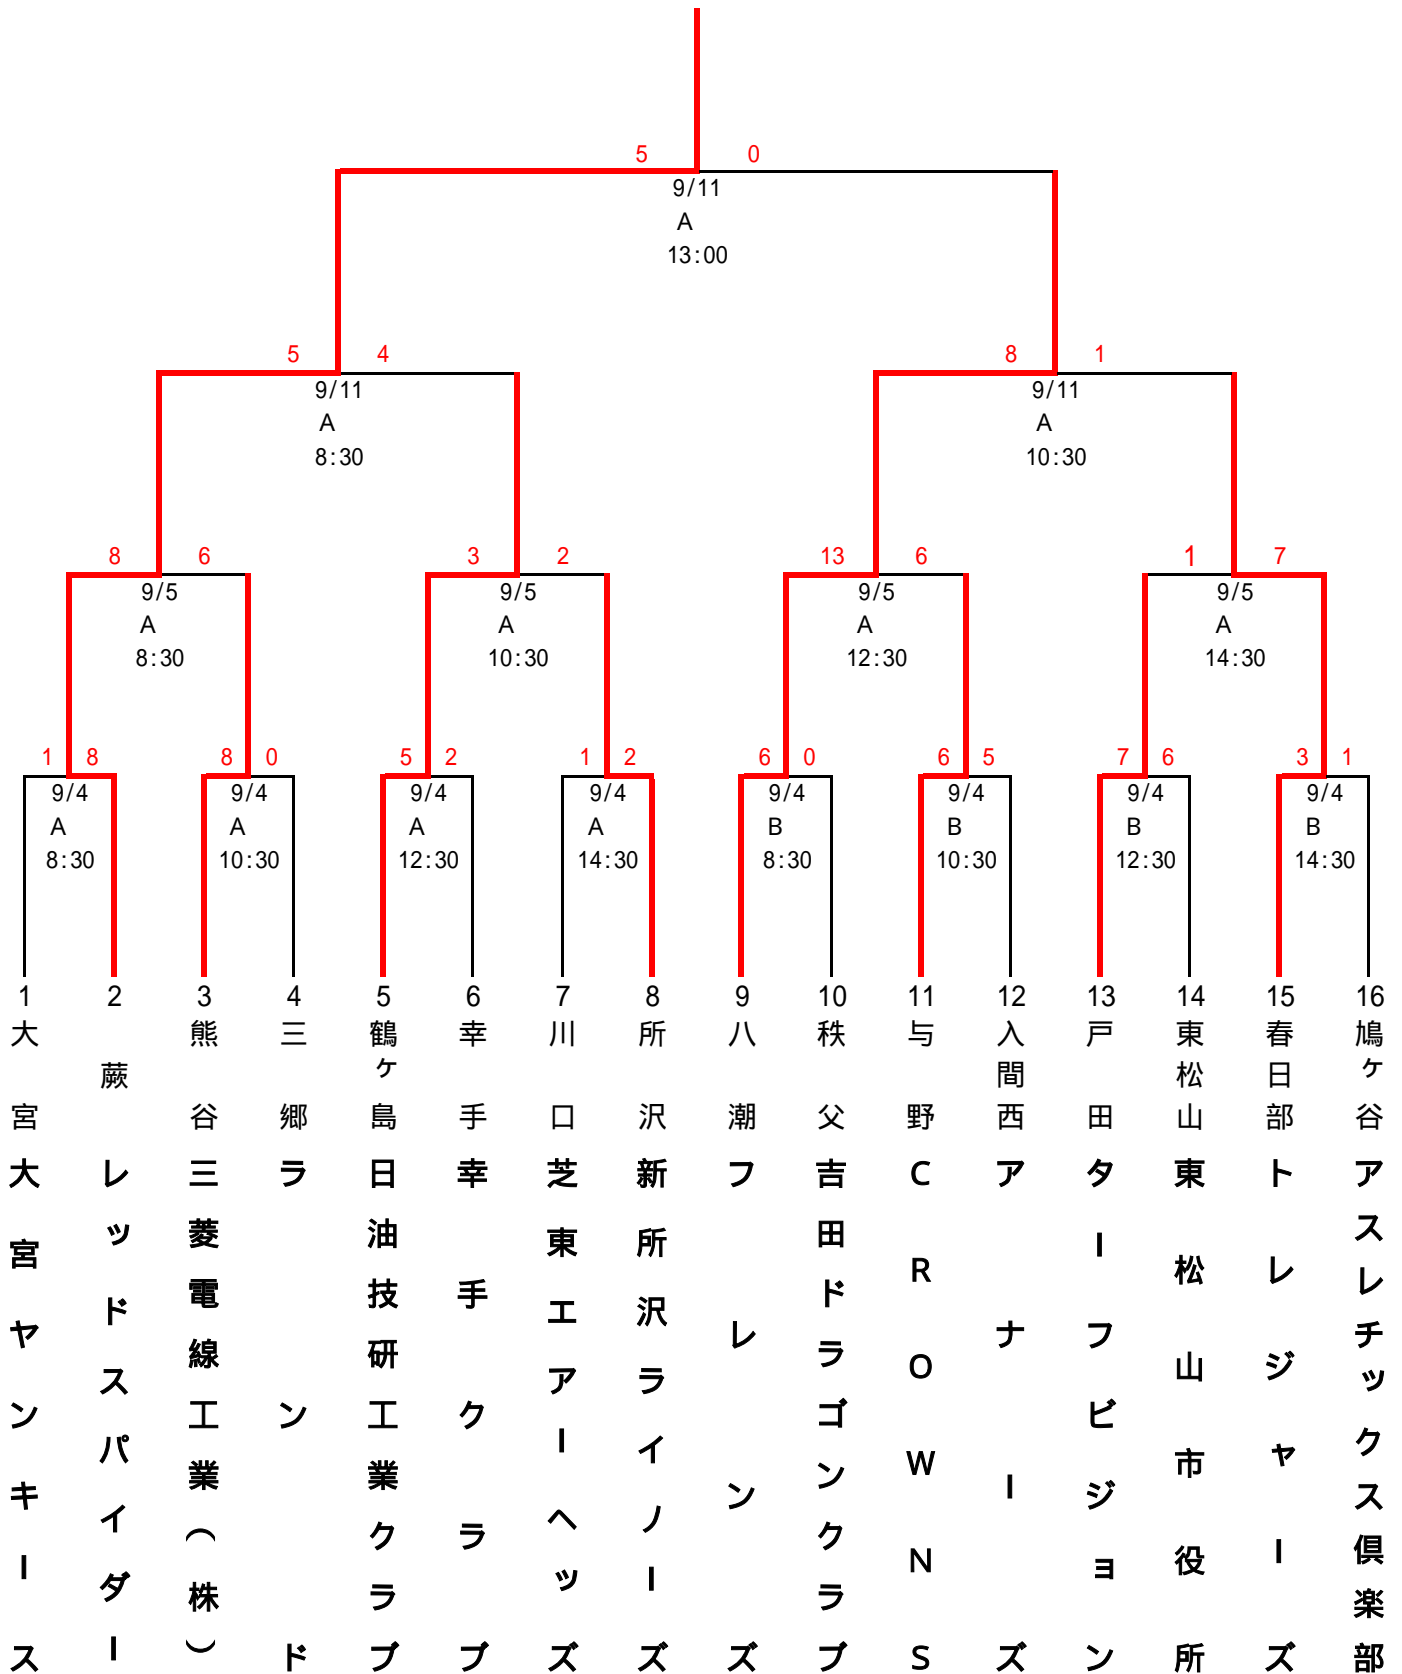 5 0
9/11
A
13:00
5 4 8 1
9/11 9/11
A A
8:30 10:30
8 6 3 2 13 6 1 7
9/5 9/5 9/5 9/5
A A A A
8:30 10:30 12:30 14:30
1 8 8 0 5 2 1 2 6 0 6 5 7 6 3 1
9/4 9/4 9/4 9/4 9/4 9/4 9/4 9/4
A A A A B B B B
8:30 10:30 12:30 14:30 8:30 10:30 12:30 14:30
1 2 3 4 5 6 7 8 9 10 11 12 13 14 15 16
大宮
大宮ヤンキース
蕨
レッドスパイダー
熊谷
三菱電線工業(株)
三郷
ランド
鶴ヶ島
日油技研工業クラブ
幸手
幸手クラブ
川口
芝東エアーヘッズ
所沢
新所沢ライノーズ
八潮
フレンズ
秩父
吉田ドラゴンクラブ
与野
CROWNS
入間西
アナーズ
戸田
ターフビジョン
東松山
東松山市役所
春日部
トレジャーズ
鳩ヶ谷
アスレチックス倶楽部